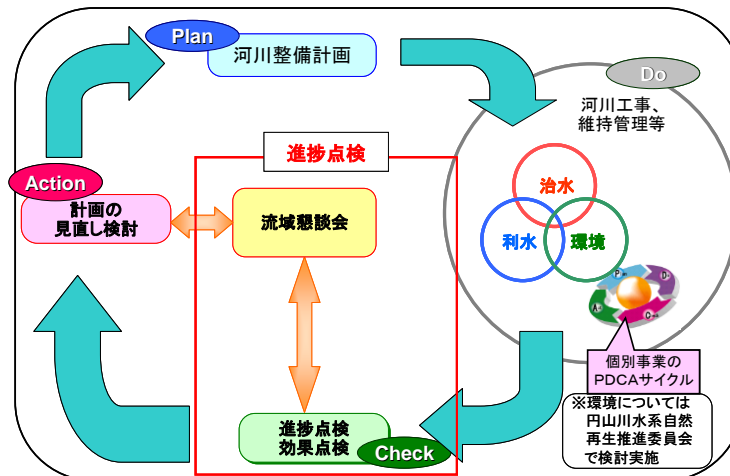 Plan
河川整備計画
Do
河川工事、
維持管理等
進捗点検
Action
計画の
見直し検討
流域懇談会
治水
利水
環境
P
D
A
個別事業の
PDCAサイクル
※環境については
円山川水系自然
再生推進委員会
で検討実施
進捗点検
効果点検
Check